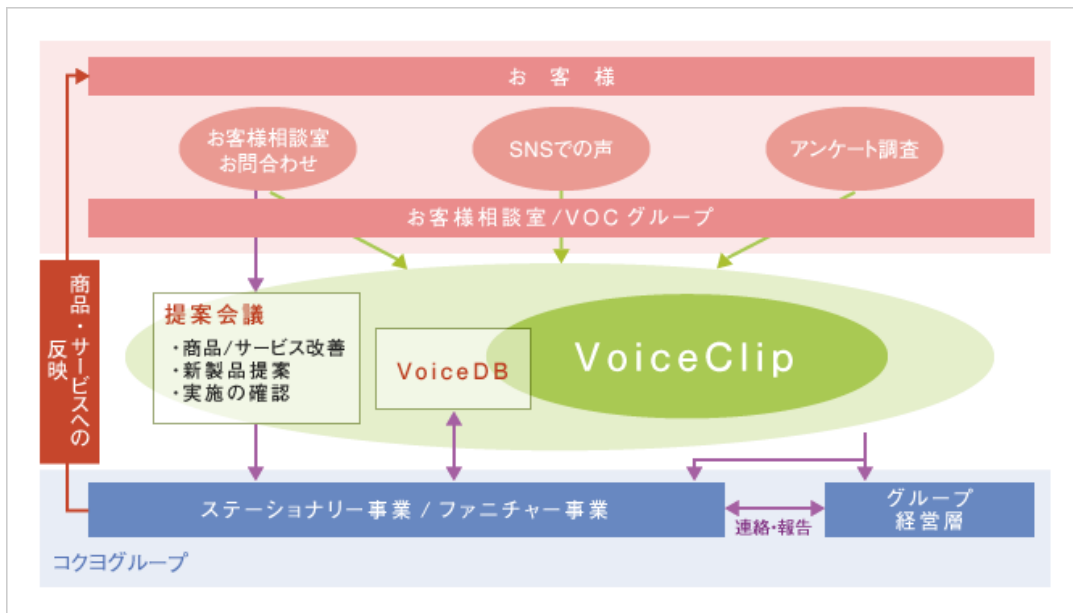 お客様
お客様相談室
お問合わせ
SNSでの声
アンケート調査
お客様相談室/VOCグループ
商品・サービスへの
反映
提案会議
・商品/サービス改善
・新製品提案
・実施の確認
VoiceDB
VoiceClip
ステーショナリー事業 / ファニチャー事業
連絡・報告
グループ
経営層
コクヨグループ